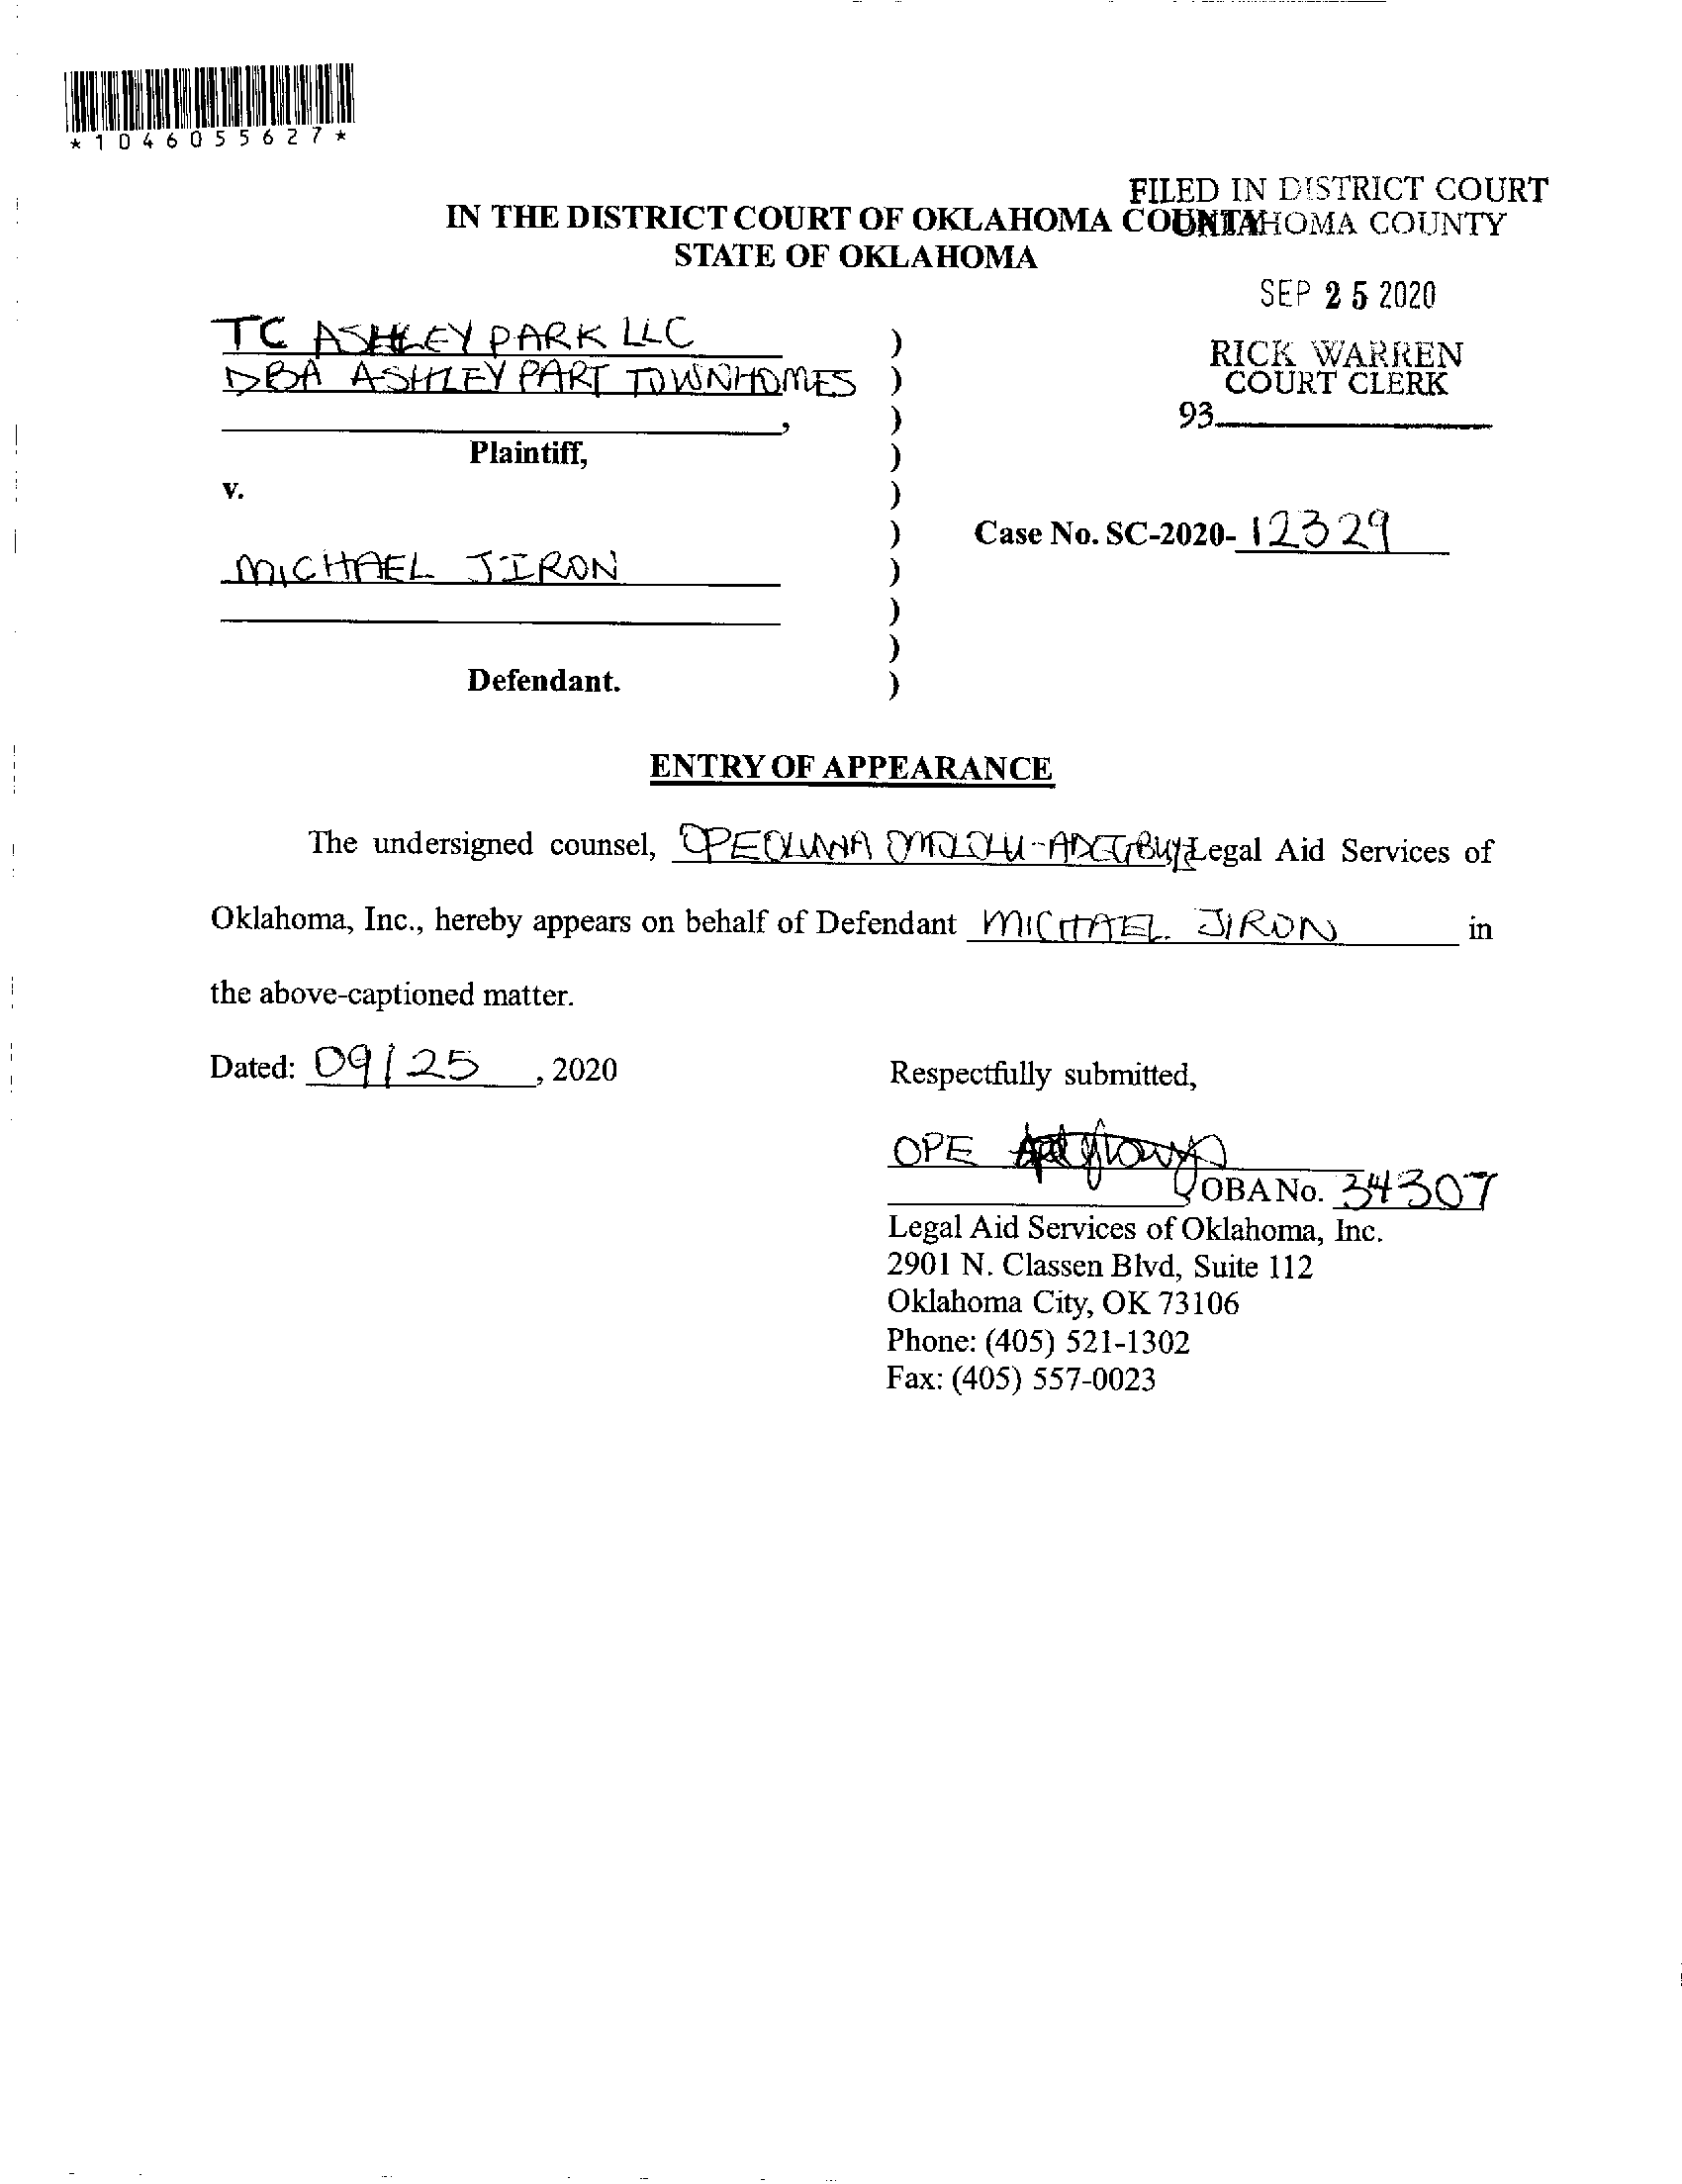 *1046055627*
FILED IN DISTRICT COURT
IN THE DISTRICT COURT OF OKLAHOMA COUNTY
OKLAHOMA COUNTY
STATE OF OKLAHOMA
SEP 25 2020
RICK WARREN
COURT CLERK
93
TC ASHLEY PARK LLC )
DBA ASHLEY PART TOWNHOMES )
, )
Plaintiff, )
v. )
) Case No. SC-2020-12329
MICHAEL JIRON )
)
)
Defendant. )
ENTRY OF APPEARANCE
The undersigned counsel, OPEOLUWA Legal Aid Services of
Oklahoma, Inc., hereby appears on behalf of Defendant MICHAEL JIRON in
the above-captioned matter.
Dated: 09/25, 2020
Respectfully submitted,
OPE
OBA No. 34307
Legal Aid Services of Oklahoma, Inc.
2901 N. Classen Blvd, Suite 112
Oklahoma City, OK 73106
Phone: (405) 521-1302
Fax: (405) 557-0023